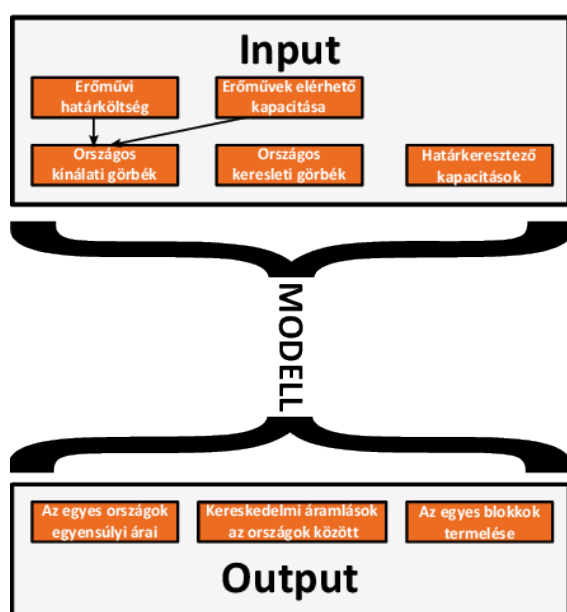 Input
Erőművi
határköltség
Erőművek elérhető
kapacitása
Országos
kínálati görbék
Országos
keresleti görbék
Határkeresztező
kapacitások
MODELL
Az egyes országok
egyensúlyi árai
Kereskedelmi áramlások
az országok között
Az egyes blokkok
termelése
Output